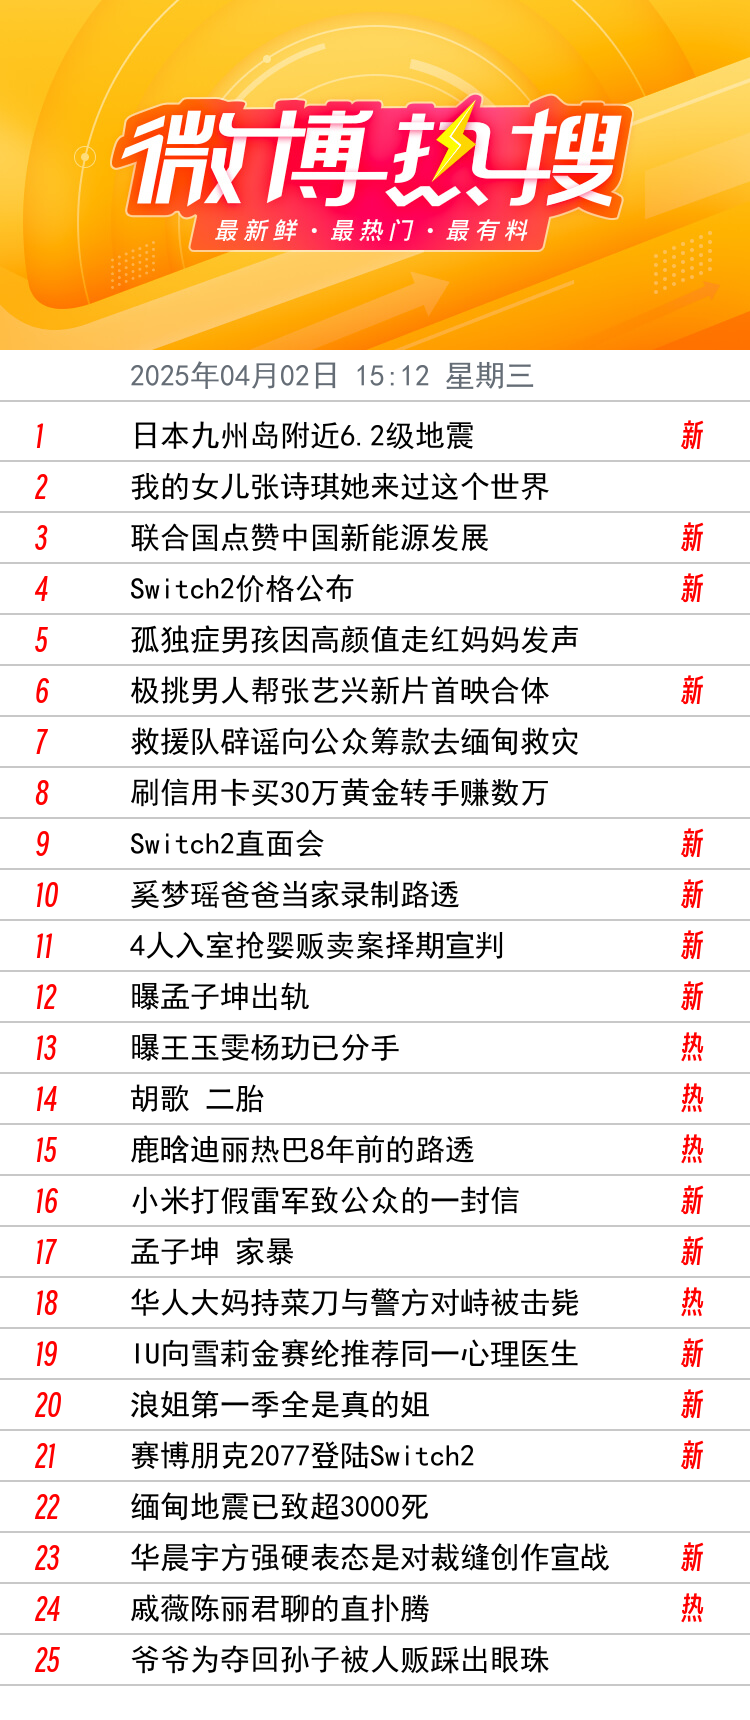 微博热搜
最新鲜·最热门·最有料
2025年04月02日 15:12 星期三
1 日本九州岛附近6.2级地震 新
2 我的女儿张诗琪她来过这个世界
3 联合国点赞中国新能源发展 新
4 Switch2价格公布 新
5 孤独症男孩因高颜值走红妈妈发声
6 极挑男人帮张艺兴新片首映合体 新
7 救援队辟谣向公众筹款去缅甸救灾
8 刷信用卡买30万黄金转手赚数万
9 Switch2直面会 新
10 奚梦瑶爸爸当家录制路透 新
11 4人入室抢婴贩卖案择期宣判 新
12 曝孟子坤出轨 新
13 曝王玉雯杨玏已分手 热
14 胡歌 二胎 热
15 鹿晗迪丽热巴8年前的路透 热
16 小米打假雷军致公众的一封信 新
17 孟子坤 家暴 新
18 华人大妈持菜刀与警方对峙被击毙 热
19 IU向雪莉金赛纶推荐同一心理医生 新
20 浪姐第一季全是真的姐 新
21 赛博朋克2077登陆Switch2 新
22 缅甸地震已致超3000死
23 华晨宇方强硬表态是对裁缝创作宣战 新
24 戚薇陈丽君聊的直扑腾 热
25 爷爷为夺回孙子被人贩踩出眼珠